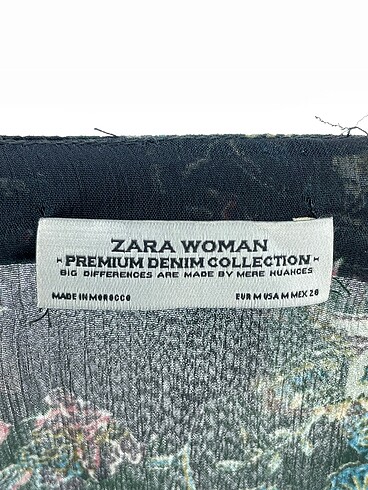 ZARA WOMAN
- PREMIUM DENIM COLLECTION -
BIG DIFFERENCES ARE MADE BY MERE NUANCES
MADE IN MOROCCO EUR M USA M MEX 28